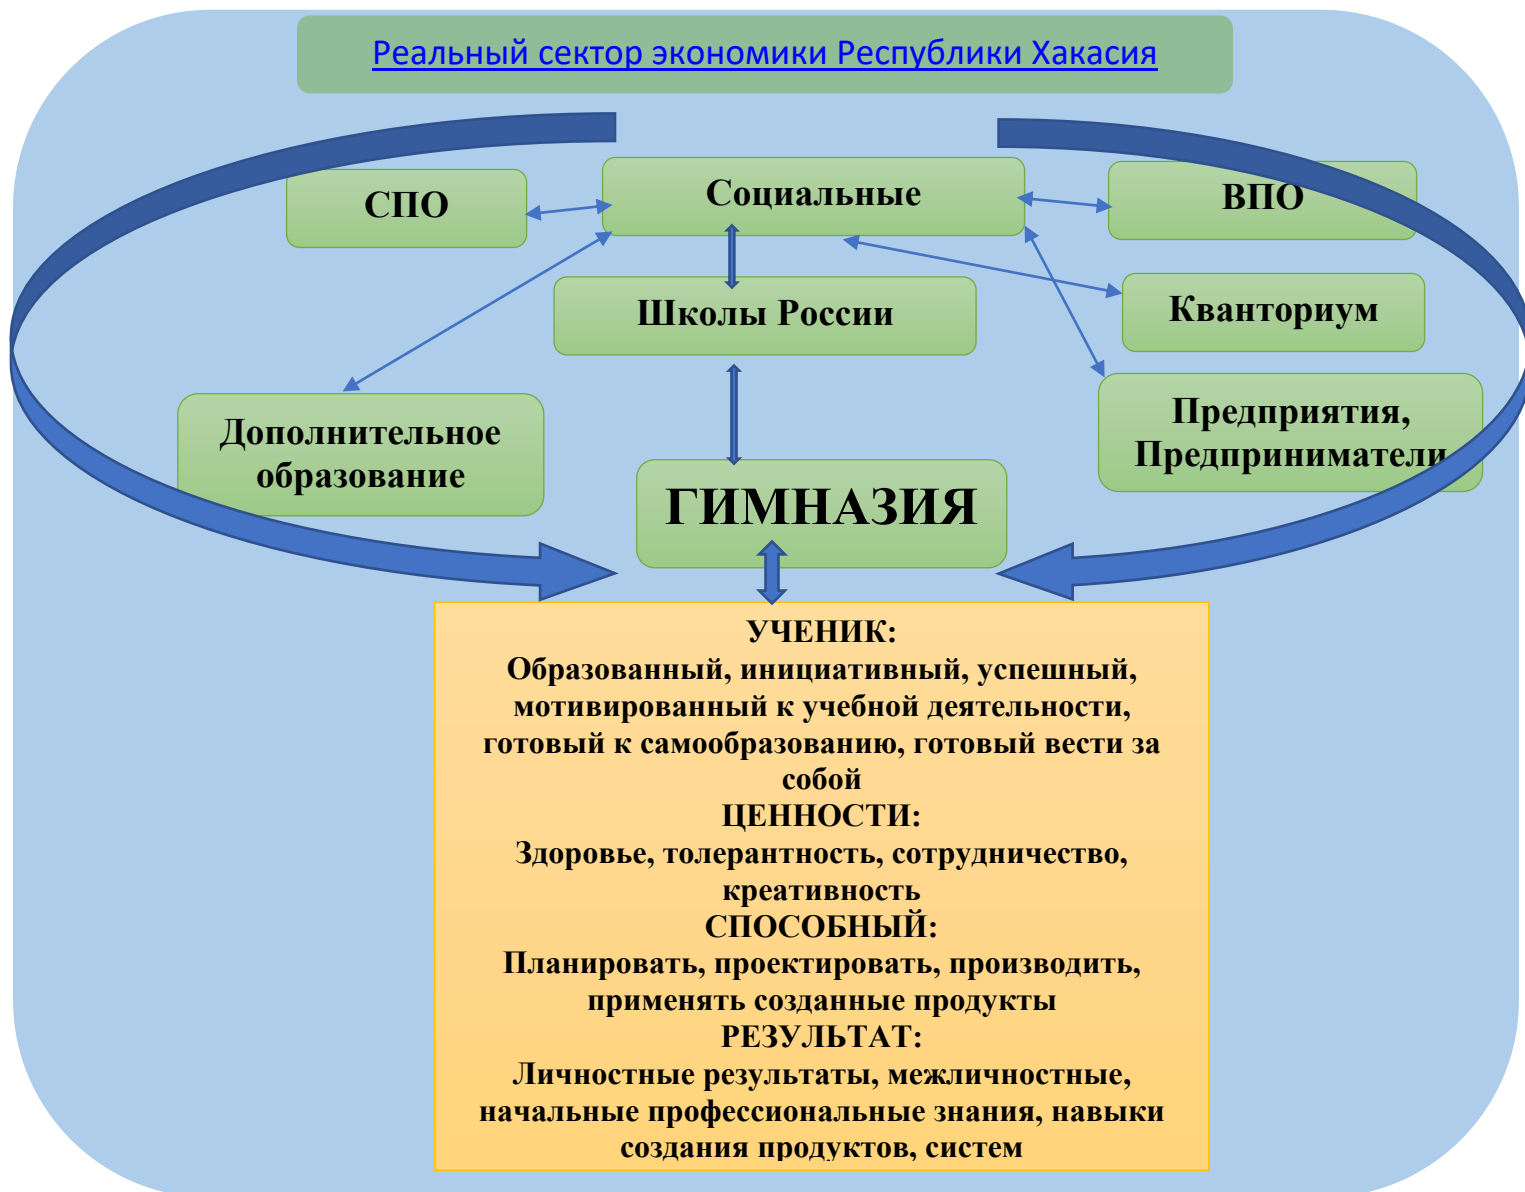 Реальный сектор экономики Республики Хакасия
СПО
Социальные
ВПО
Школы России
Кванториум
Дополнительное
образование
Предприятия,
Предприниматели
ГИМНАЗИЯ
УЧЕНИК:
Образованный, инициативный, успешный,
мотивированный к учебной деятельности,
готовый к самообразованию, готовый вести за
собой
ЦЕННОСТИ:
Здоровье, толерантность, сотрудничество,
креативность
СПОСОБНЫЙ:
Планировать, проектировать, производить,
применять созданные продукты
РЕЗУЛЬТАТ:
Личностные результаты, межличностные,
начальные профессиональные знания, навыки
создания продуктов, систем